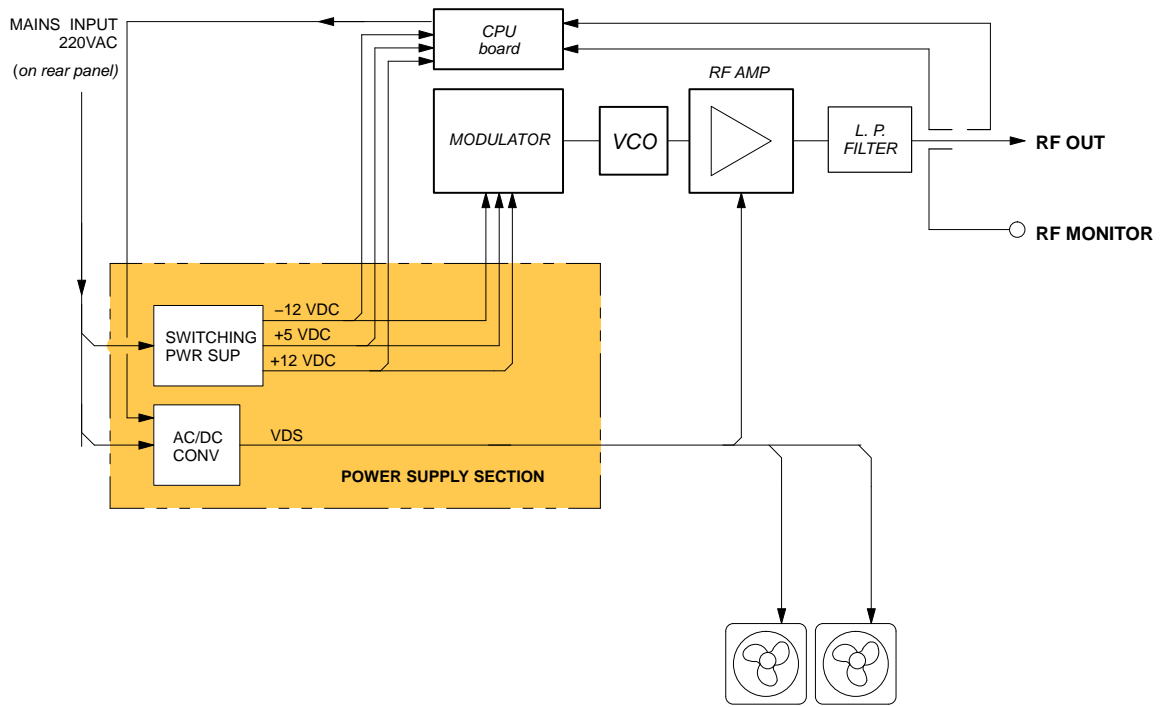 MAINS INPUT
220VAC
(on rear panel)
CPU
board
RF AMP
MODULATOR
VCO
L. P.
FILTER
RF OUT
RF MONITOR
–12 VDC
SWITCHING
PWR SUP
+5 VDC
+12 VDC
AC/DC
CONV
VDS
POWER SUPPLY SECTION